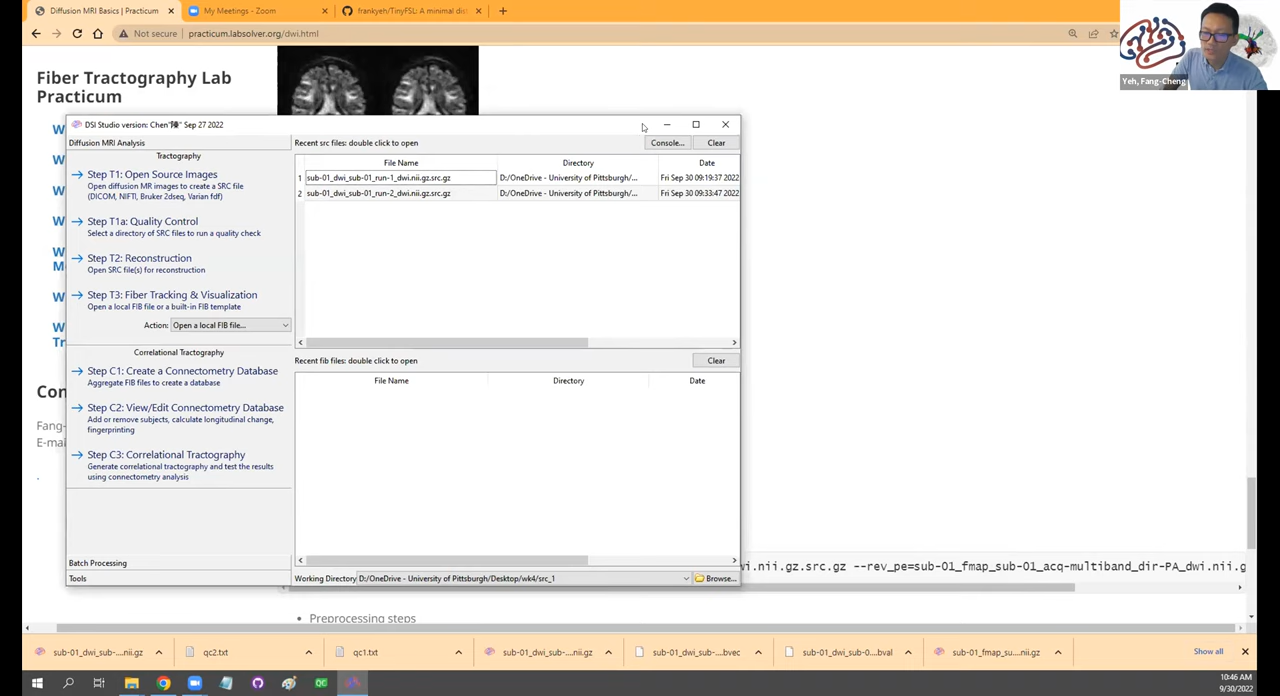 Diffusion MRI Basics | Practicum
My Meetings - Zoom
frankyeh/TinyFSL: A minimal dist
Not secure
practicum.labsolver.org/dwi.html
Yeh, Fang-Cheng
Fiber Tractography Lab
Practicum
DSI Studio version: Chen"陳" Sep 27 2022
Diffusion MRI Analysis
Tractography
Step T1: Open Source Images
Open diffusion MR images to create a SRC file
(DICOM, NIFTI, Bruker 2dseq, Varian fdf)
Step T1a: Quality Control
Select a directory of SRC files to run a quality check
Step T2: Reconstruction
Open SRC file(s) for reconstruction
Step T3: Fiber Tracking & Visualization
Open a local FIB file or a built-in FIB template
Action: Open a local FIB file...
Correlational Tractography
Step C1: Create a Connectometry Database
Aggregate FIB files to create a database
Step C2: View/Edit Connectometry Database
Add or remove subjects, calculate longitudinal change,
fingerprinting
Step C3: Correlational Tractography
Generate correlational tractography and test the results
using connectometry analysis
Batch Processing
Tools
Recent src files: double click to open
Console...
Clear
File Name Directory Date
1 sub-01_dwi_sub-01_run-1_dwi.nii.gz.src.gz D:/OneDrive - University of Pittsburgh/... Fri Sep 30 09:19:37 2022
2 sub-01_dwi_sub-01_run-2_dwi.nii.gz.src.gz D:/OneDrive - University of Pittsburgh/... Fri Sep 30 09:33:47 2022
Recent fib files: double click to open
Clear
File Name Directory Date
Working Directory D:/OneDrive - University of Pittsburgh/Desktop/wk4/src_1
Browse...
W
W
W
W
W
M
W
W
Tr
Con
Fang-
E-mai
.
wi.nii.gz.src.gz --rev_pe=sub-01_fmap_sub-01_acq-multiband_dir-PA_dwi.nii.g
Preprocessing steps
sub-01_dwi_sub-....nii.gz
qc2.txt
qc1.txt
sub-01_dwi_sub-....nii.gz
sub-01_dwi_sub-....bvec
sub-01_dwi_sub-0....bval
sub-01_fmap_su....nii.gz
Show all
QC
10:46 AM
9/30/2022